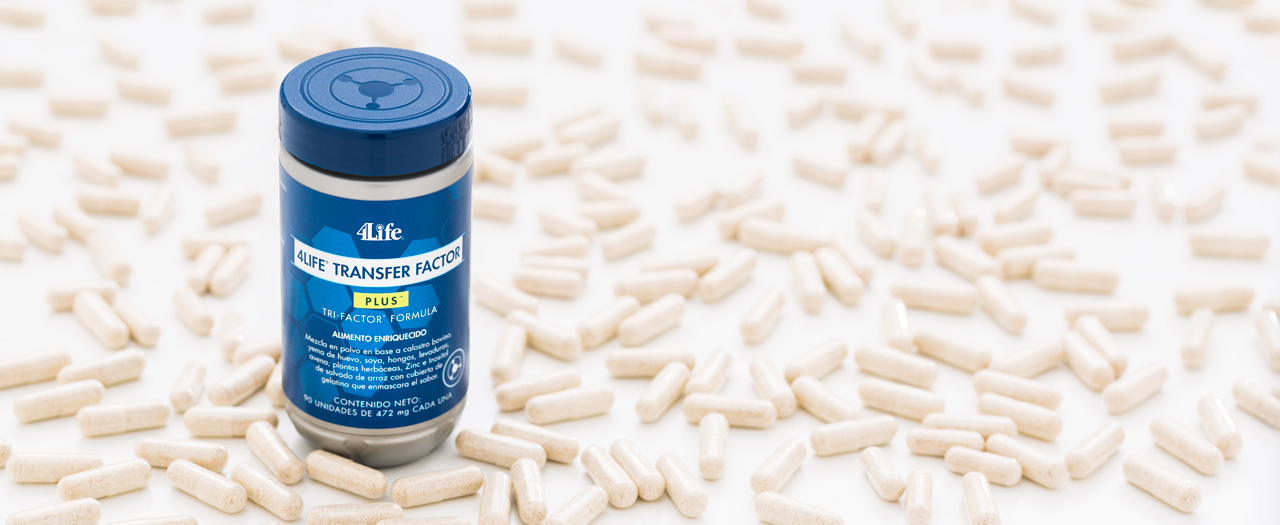 4Life®
4LIFE® TRANSFER FACTOR
PLUS™
TRI-FACTOR® FORMULA
ALIMENTO ENRIQUECIDO
Mezcla en polvo en base a calostro bovino,
yema de huevo, soya, hongos, levaduras,
avena, plantas herbáceas, Zinc e Inositol
de salvado de arroz con cubierta de
gelatina que enmascara el sabor.
CONTENIDO NETO:
90 UNIDADES DE 472 mg CADA UNA